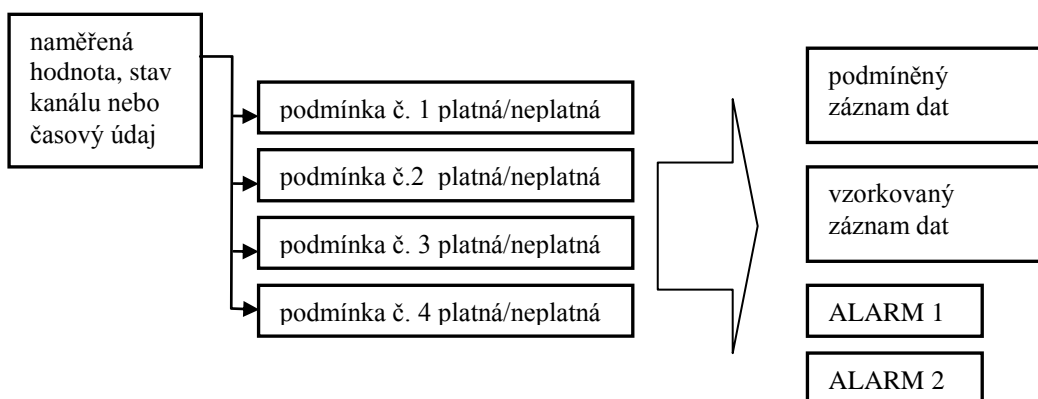 naměřená
hodnota, stav
kanálu nebo
časový údaj
podmínka č. 1 platná/neplatná
podmínka č.2  platná/neplatná
podmínka č. 3 platná/neplatná
podmínka č. 4 platná/neplatná
podmíněný
záznam dat
vzorkovaný
záznam dat
ALARM 1
ALARM 2